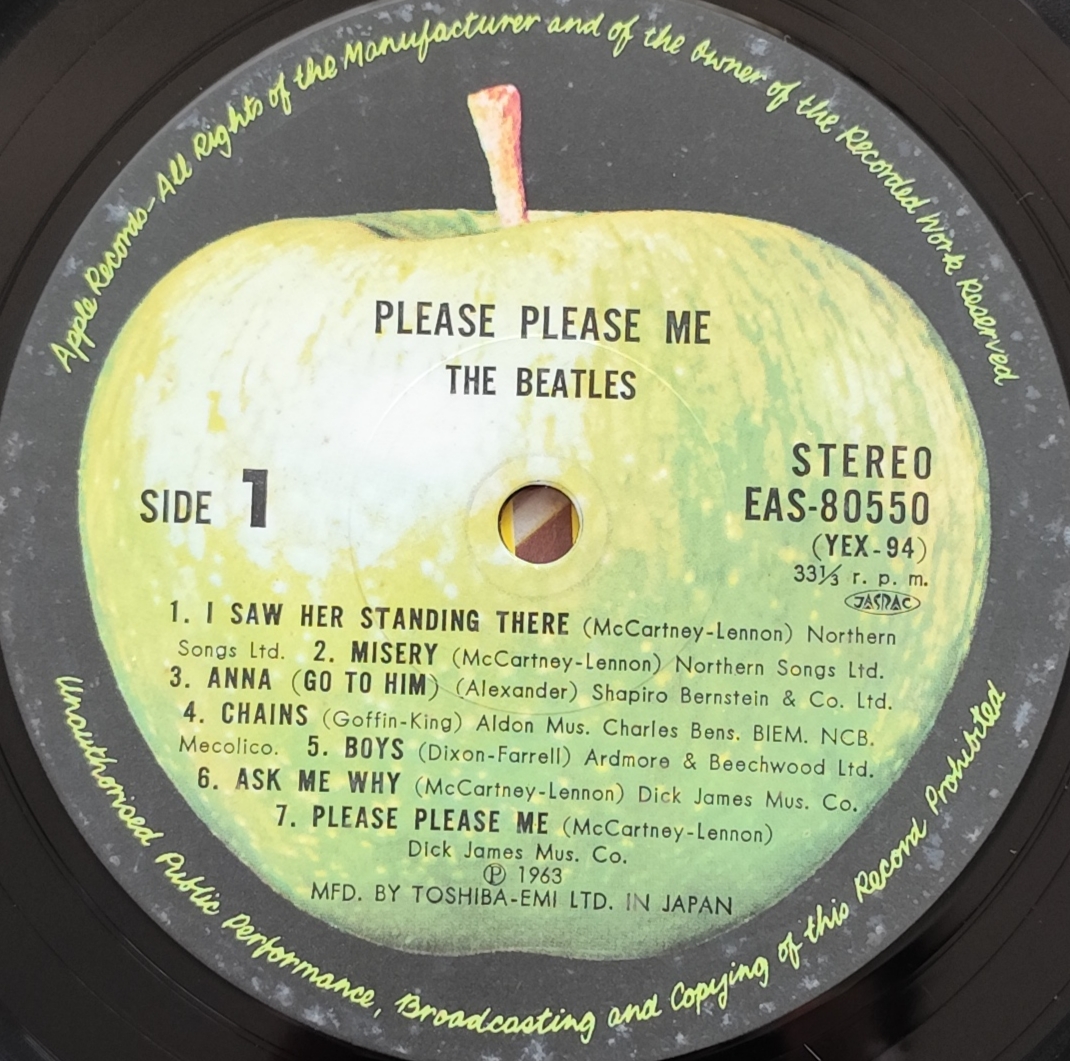 Apple Records-All Rights of the Manufacturer and of the Owner of the Recorded Work Reserved
PLEASE PLEASE ME
THE BEATLES
SIDE 1
STEREO
EAS-80550
(YEX-94)
33⅓ r. p. m.
JASRAC
1. I SAW HER STANDING THERE (McCartney-Lennon) Northern
Songs Ltd. 2. MISERY (McCartney-Lennon) Northern Songs Ltd.
3. ANNA (GO TO HIM) (Alexander) Shapiro Bernstein & Co. Ltd.
4. CHAINS (Goffin-King) Aldon Mus. Charles Bens. BIEM. NCB.
Mecolico. 5. BOYS (Dixon-Farrell) Ardmore & Beechwood Ltd.
6. ASK ME WHY (McCartney-Lennon) Dick James Mus. Co.
7. PLEASE PLEASE ME (McCartney-Lennon)
Dick James Mus. Co.
℗ 1963
MFD. BY TOSHIBA-EMI LTD. IN JAPAN
Unauthorised Public Performance, Broadcasting and Copying of this Record Prohibited